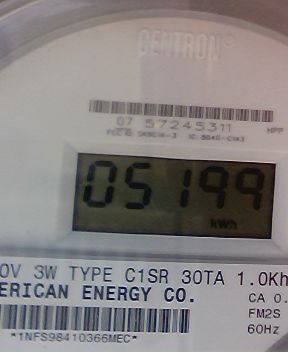 CENTRON®
07 57245311
HPP
05199
kWh
0V 3W TYPE C1SR 30TA 1.0Kh
ERICAN ENERGY CO.
CA 0.
FM2S
60Hz
*1NFS98410366MEC*